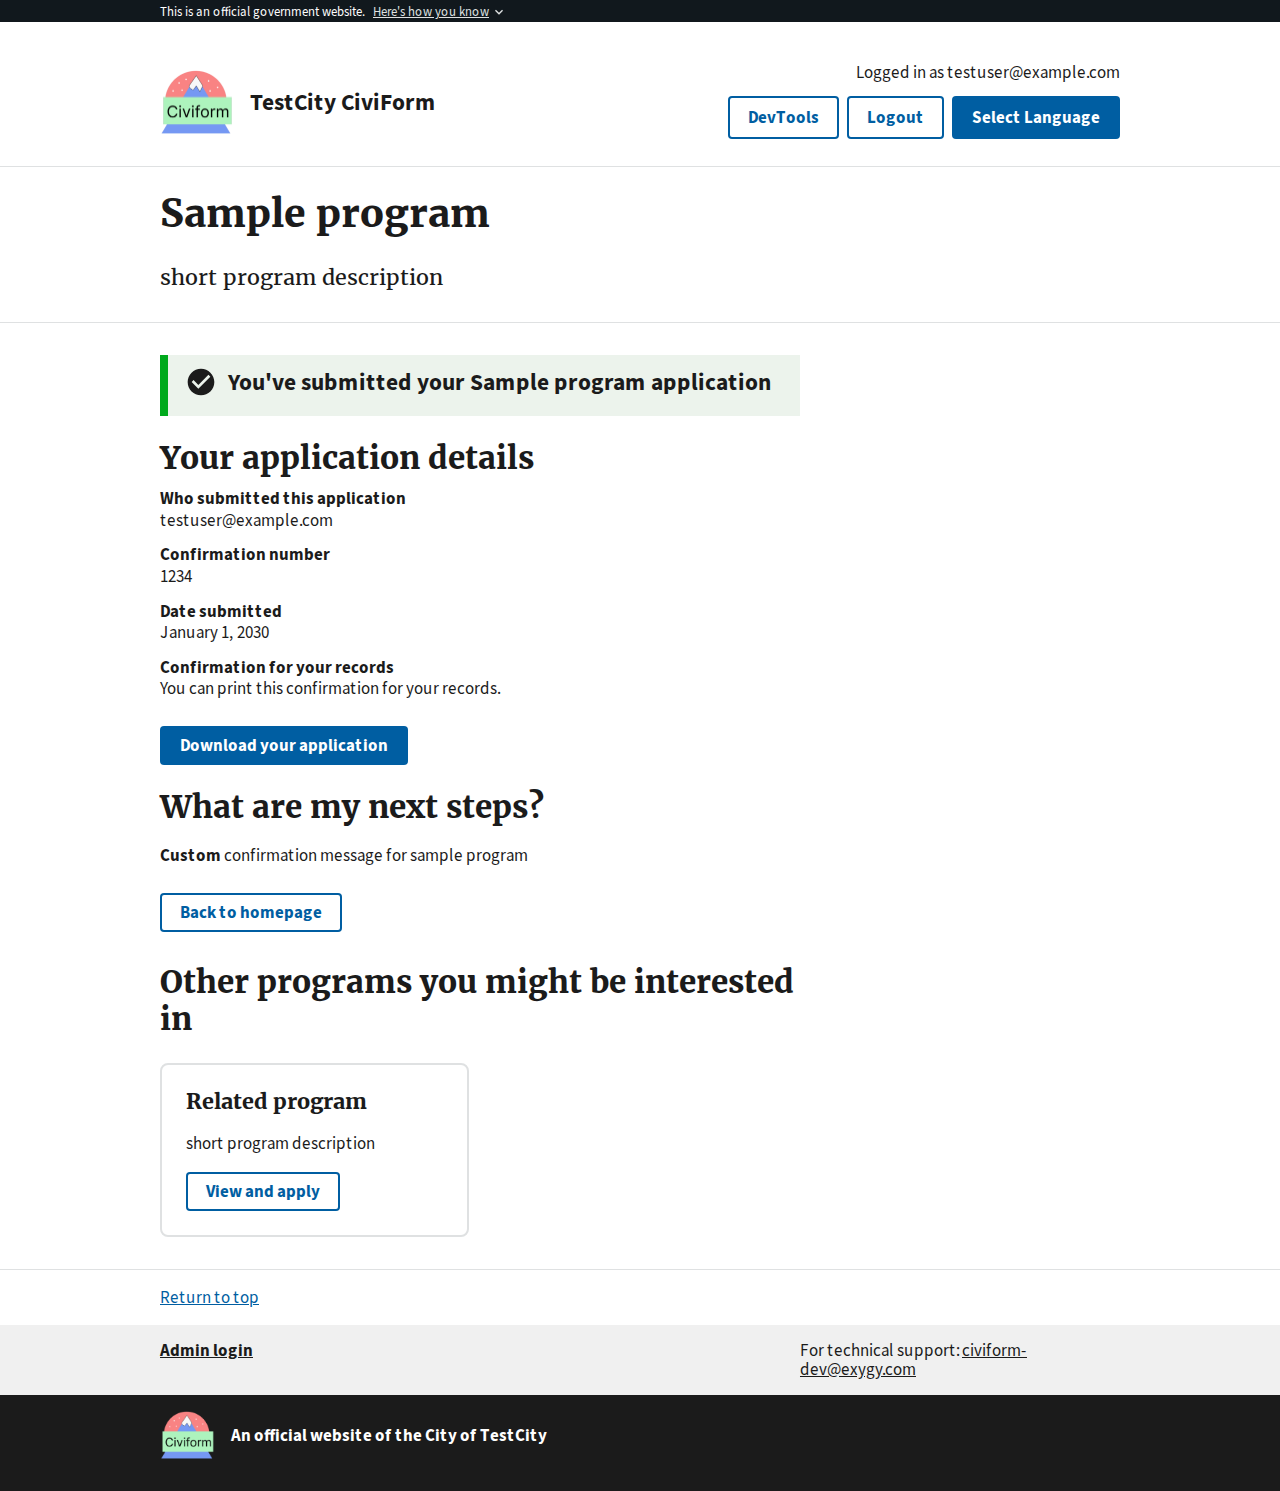 This is an official government website. Here's how you know
Civiform
TestCity CiviForm
Logged in as testuser@example.com
DevTools
Logout
Select Language
Sample program
short program description
You've submitted your Sample program application
Your application details
Who submitted this application
testuser@example.com
Confirmation number
1234
Date submitted
January 1, 2030
Confirmation for your records
You can print this confirmation for your records.
Download your application
What are my next steps?
Custom confirmation message for sample program
Back to homepage
Other programs you might be interested
in
Related program
short program description
View and apply
Return to top
Admin login
For technical support: civiform-
dev@exygy.com
Civiform
An official website of the City of TestCity